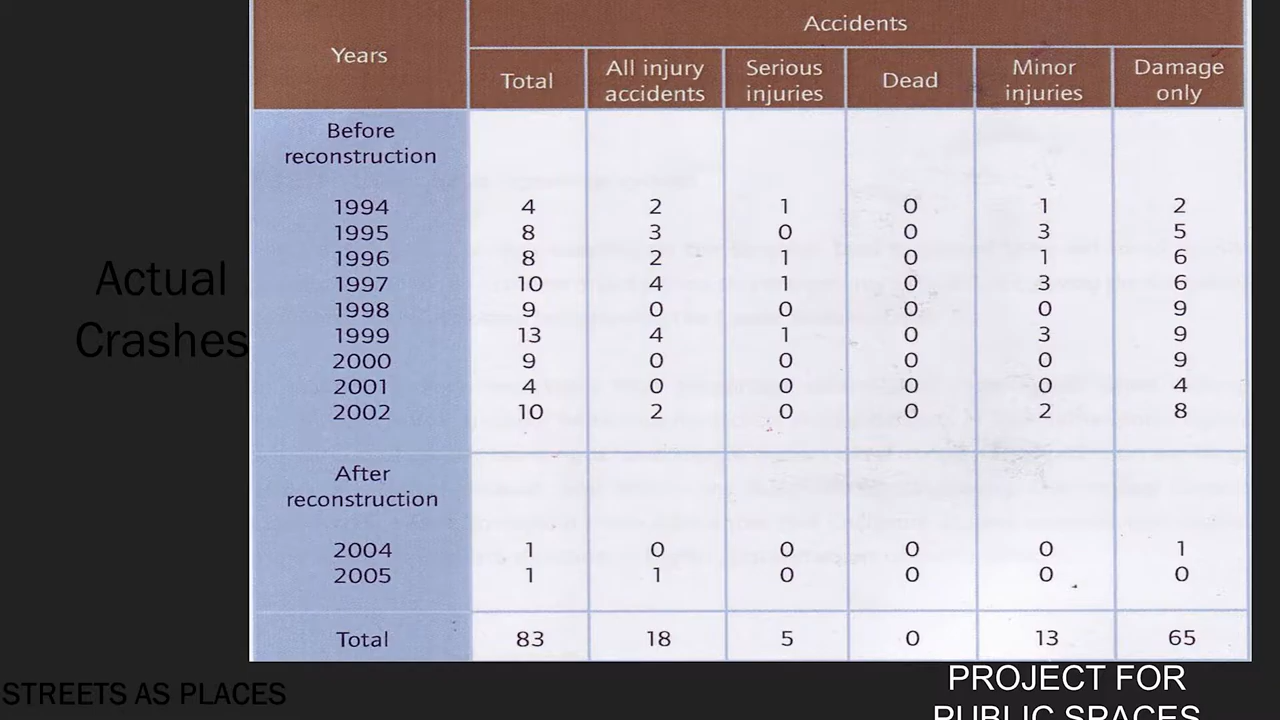 Actual
Crashes
Years
Accidents
Total
All injury
accidents
Serious
injuries
Dead
Minor
injuries
Damage
only
Before
reconstruction
1994 4 2 1 0 1 2
1995 8 3 0 0 3 5
1996 8 2 1 0 1 6
1997 10 4 1 0 3 6
1998 9 0 0 0 0 9
1999 13 4 1 0 3 9
2000 9 0 0 0 0 9
2001 4 0 0 0 0 4
2002 10 2 0 0 2 8
After
reconstruction
2004 1 0 0 0 0 1
2005 1 1 0 0 0 0
Total 83 18 5 0 13 65
STREETS AS PLACES
PROJECT FOR
PUBLIC SPACES